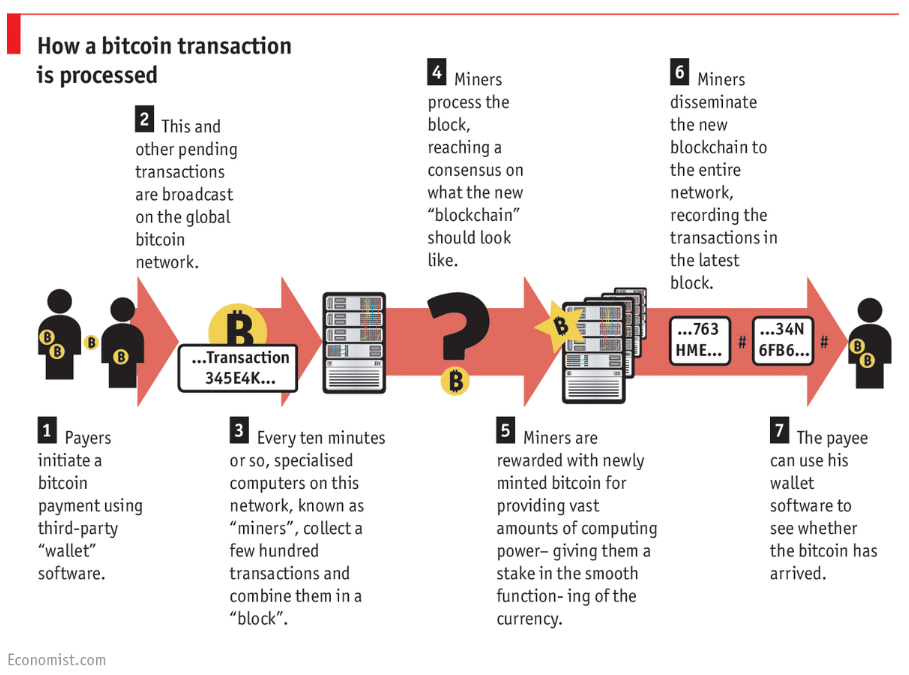 How a bitcoin transaction
is processed
1 Payers
initiate a
bitcoin
payment using
third-party
“wallet”
software.
2 This and
other pending
transactions
are broadcast
on the global
bitcoin
network.
3 Every ten minutes
or so, specialised
computers on this
network, known as
“miners”, collect a
few hundred
transactions and
combine them in a
“block”.
4 Miners
process the
block,
reaching a
consensus on
what the new
“blockchain”
should look
like.
5 Miners are
rewarded with newly
minted bitcoin for
providing vast
amounts of computing
power– giving them a
stake in the smooth
function- ing of the
currency.
6 Miners
disseminate
the new
blockchain to
the entire
network,
recording the
transactions in
the latest
block.
7 The payee
can use his
wallet
software to
see whether
the bitcoin has
arrived.
...Transaction
345E4K...
?
...763
HME...
#
...34N
6FB6...
#
Economist.com